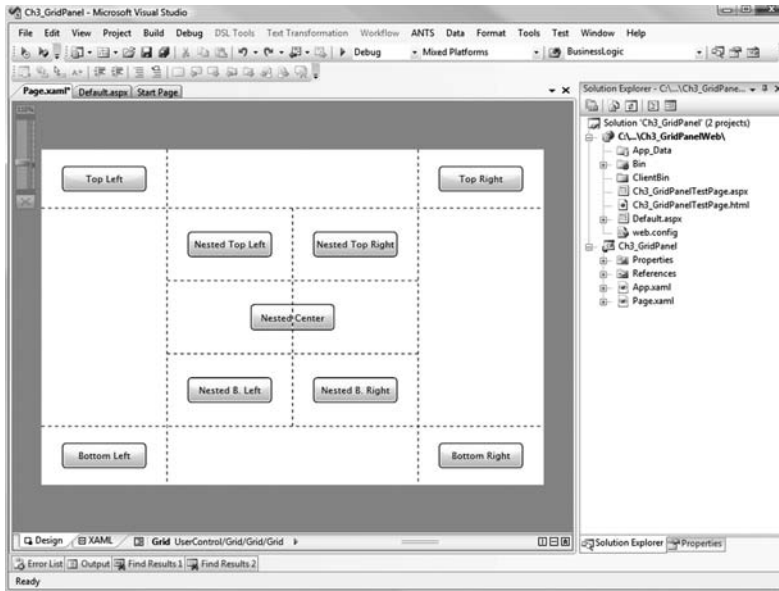 Ch3_GridPanel - Microsoft Visual Studio
File Edit View Project Build Debug DSL Tools Text Transformation Workflow ANTS Data Format Tools Test Window Help
Debug Mixed Platforms BusinessLogic
Page.xaml* Default.aspx Start Page
Solution Explorer - C:\...\Ch3_GridPane...
Solution 'Ch3_GridPanel' (2 projects)
C:\...\Ch3_GridPanelWeb\
App_Data
Bin
ClientBin
Ch3_GridPanelTestPage.aspx
Ch3_GridPanelTestPage.html
Default.aspx
web.config
Ch3_GridPanel
Properties
References
App.xaml
Page.xaml
Top Left Top Right
Nested Top Left Nested Top Right
Nested Center
Nested B. Left Nested B. Right
Bottom Left Bottom Right
Design XAML Grid UserControl/Grid/Grid/Grid
Solution Explorer Properties
Error List Output Find Results 1 Find Results 2
Ready